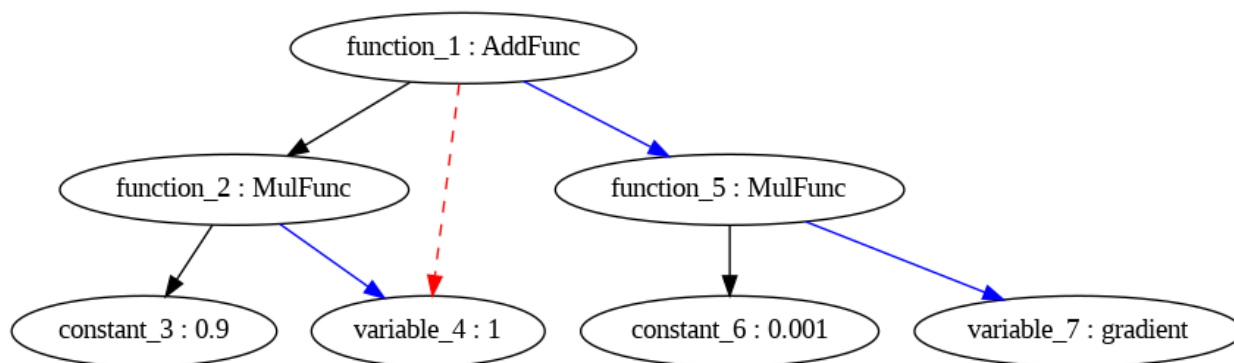 function_1 : AddFunc
function_2 : MulFunc
function_5 : MulFunc
constant_3 : 0.9
variable_4 : 1
constant_6 : 0.001
variable_7 : gradient